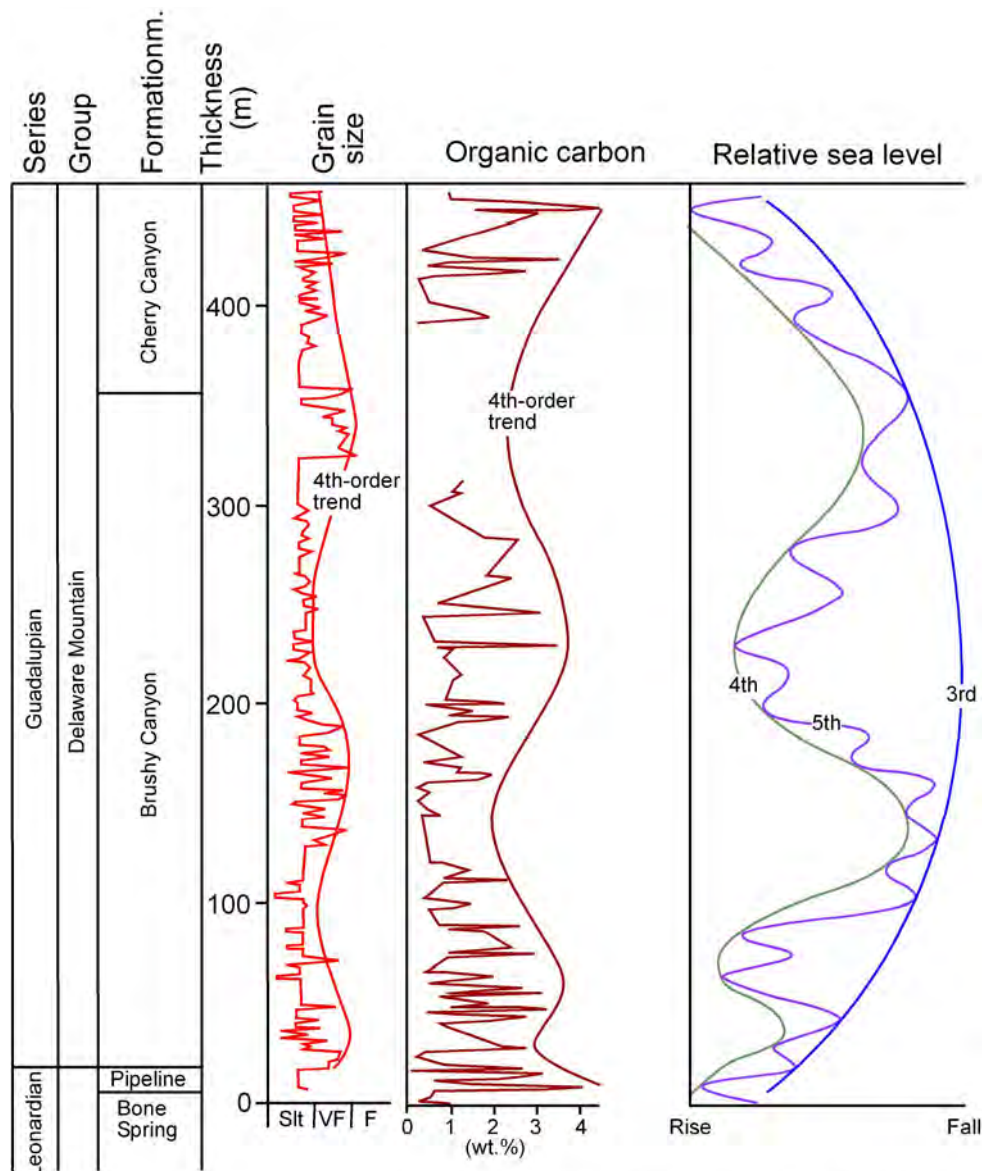 Series
Group
Formationm.
Thickness
(m)
Grain
size
Organic carbon
Relative sea level
Guadalupian
Leonardian
Delaware Mountain
Cherry Canyon
Brushy Canyon
Pipeline
Bone
Spring
400
300
200
100
0
4th-order
trend
Slt
VF
F
4th-order
trend
0
1
2
3
4
(wt.%)
4th
5th
3rd
Rise
Fall